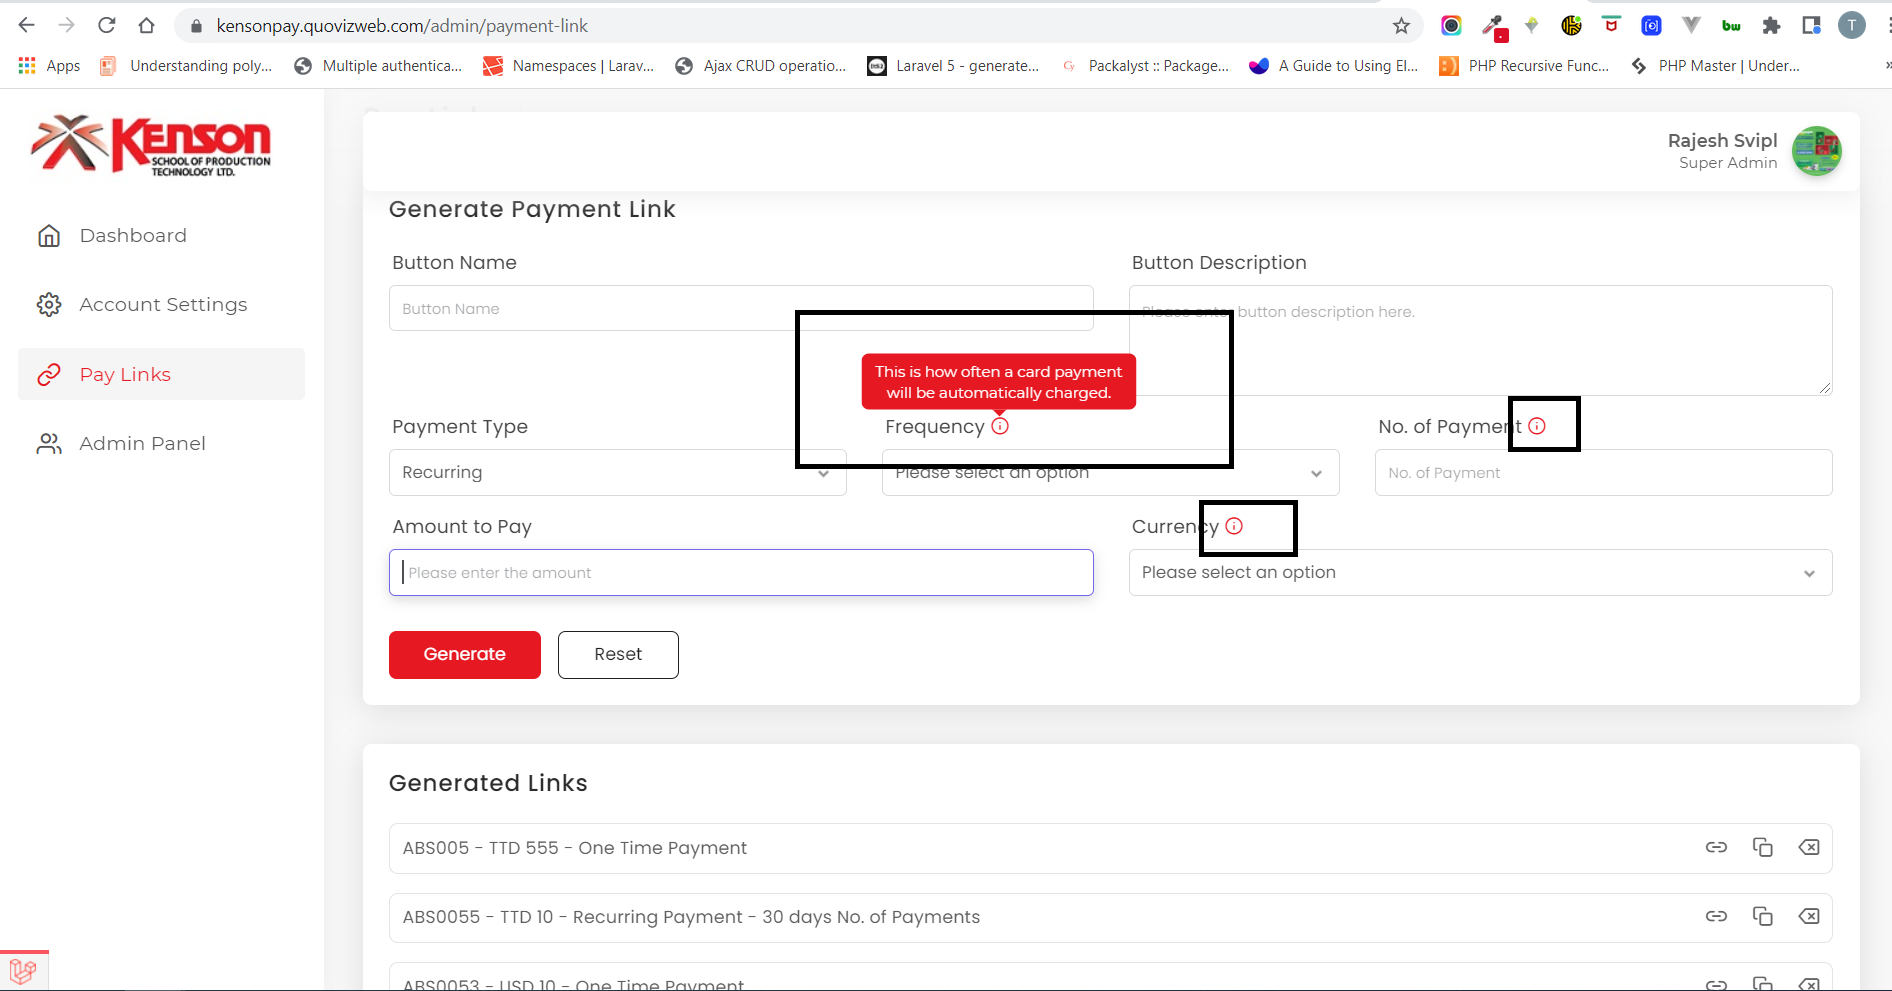 kensonpay.quovizweb.com/admin/payment-link
Apps
Understanding poly...
Multiple authentica...
Namespaces | Larav...
Ajax CRUD operatio...
Laravel 5 - generate...
Packalyst :: Package...
A Guide to Using El...
PHP Recursive Func...
PHP Master | Under...
bw
T
KENSON
SCHOOL OF PRODUCTION
TECHNOLOGY LTD.
Rajesh Svipl
Super Admin
Dashboard
Account Settings
Pay Links
Admin Panel
Generate Payment Link
Button Name
Button Description
Button Name
Please enter button description here.
This is how often a card payment
will be automatically charged.
Payment Type
Frequency
No. of Payment
Recurring
Please select an option
No. of Payment
Amount to Pay
Currency
Please enter the amount
Please select an option
Generate
Reset
Generated Links
ABS005 - TTD 555 - One Time Payment
ABS0055 - TTD 10 - Recurring Payment - 30 days No. of Payments
ABS0053 - USD 10 - One Time Payment